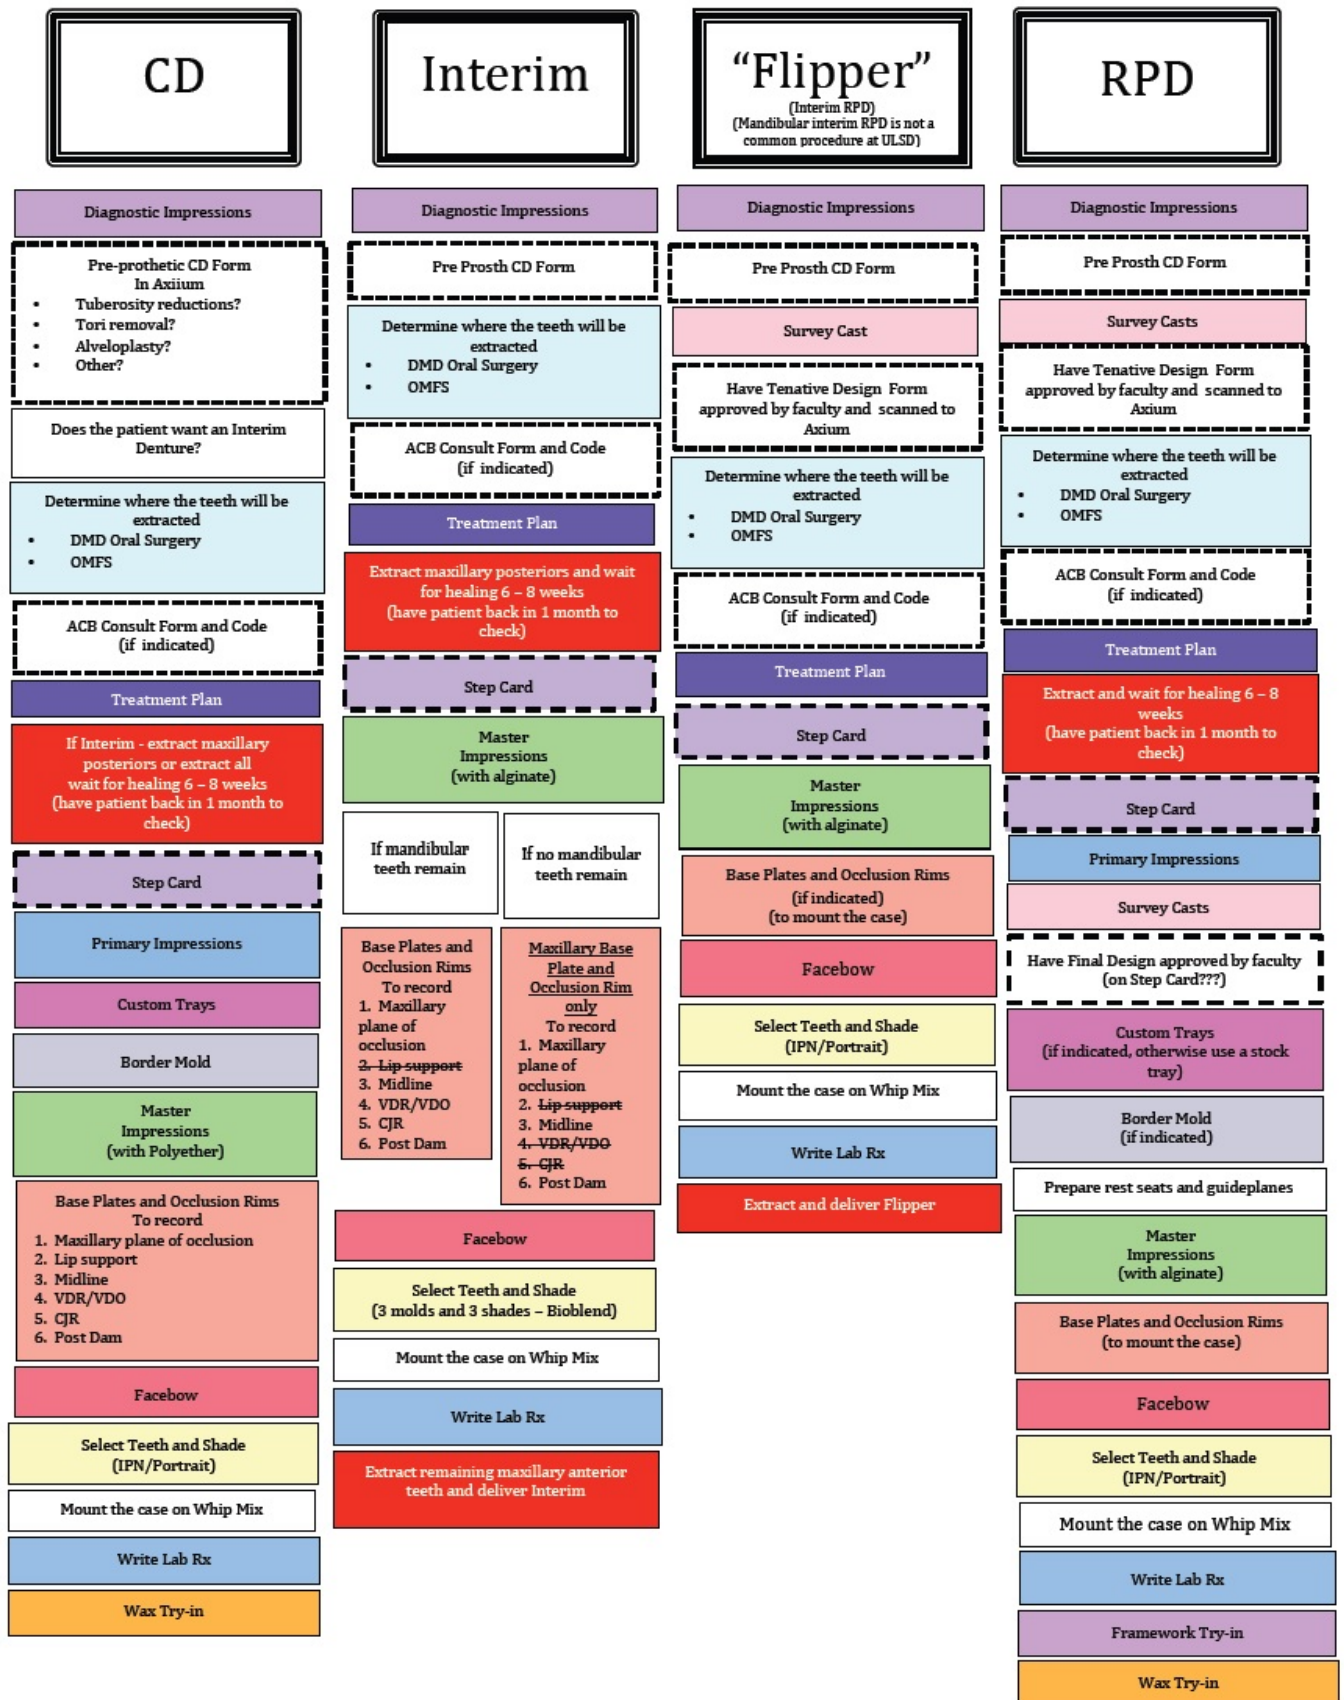 CD
Diagnostic Impressions
Pre-prothetic CD Form
In Axiium
• Tuberosity reductions?
• Tori removal?
• Alveloplasty?
• Other?
Does the patient want an Interim
Denture?
Determine where the teeth will be
extracted
• DMD Oral Surgery
• OMFS
ACB Consult Form and Code
(if indicated)
Treatment Plan
If Interim - extract maxillary
posteriors or extract all
wait for healing 6 – 8 weeks
(have patient back in 1 month to
check)
Step Card
Primary Impressions
Custom Trays
Border Mold
Master
Impressions
(with Polyether)
Base Plates and Occlusion Rims
To record
1. Maxillary plane of occlusion
2. Lip support
3. Midline
4. VDR/VDO
5. CJR
6. Post Dam
Facebow
Select Teeth and Shade
(IPN/Portrait)
Mount the case on Whip Mix
Write Lab Rx
Wax Try-in
Interim
Diagnostic Impressions
Pre Prosth CD Form
Determine where the teeth will be
extracted
• DMD Oral Surgery
• OMFS
ACB Consult Form and Code
(if indicated)
Treatment Plan
Extract maxillary posteriors and wait
for healing 6 – 8 weeks
(have patient back in 1 month to
check)
Step Card
Master
Impressions
(with alginate)
If mandibular
teeth remain
Base Plates and
Occlusion Rims
To record
1. Maxillary
plane of
occlusion
2. Lip support
3. Midline
4. VDR/VDO
5. CJR
6. Post Dam
If no mandibular
teeth remain
Maxillary Base
Plate and
Occlusion Rim
only
To record
1. Maxillary
plane of
occlusion
2. Lip support
3. Midline
4. VDR/VDO
5. CJR
6. Post Dam
Facebow
Select Teeth and Shade
(3 molds and 3 shades – Bioblend)
Mount the case on Whip Mix
Write Lab Rx
Extract remaining maxillary anterior
teeth and deliver Interim
“Flipper”
(Interim RPD)
(Mandibular interim RPD is not a
common procedure at ULSD)
Diagnostic Impressions
Pre Prosth CD Form
Survey Cast
Have Tenative Design Form
approved by faculty and scanned to
Axium
Determine where the teeth will be
extracted
• DMD Oral Surgery
• OMFS
ACB Consult Form and Code
(if indicated)
Treatment Plan
Step Card
Master
Impressions
(with alginate)
Base Plates and Occlusion Rims
(if indicated)
(to mount the case)
Facebow
Select Teeth and Shade
(IPN/Portrait)
Mount the case on Whip Mix
Write Lab Rx
Extract and deliver Flipper
RPD
Diagnostic Impressions
Pre Prosth CD Form
Survey Casts
Have Tenative Design Form
approved by faculty and scanned to
Axium
Determine where the teeth will be
extracted
• DMD Oral Surgery
• OMFS
ACB Consult Form and Code
(if indicated)
Treatment Plan
Extract and wait for healing 6 – 8
weeks
(have patient back in 1 month to
check)
Step Card
Primary Impressions
Survey Casts
Have Final Design approved by faculty
(on Step Card???)
Custom Trays
(if indicated, otherwise use a stock
tray)
Border Mold
(if indicated)
Prepare rest seats and guideplanes
Master
Impressions
(with alginate)
Base Plates and Occlusion Rims
(to mount the case)
Facebow
Select Teeth and Shade
(IPN/Portrait)
Mount the case on Whip Mix
Write Lab Rx
Framework Try-in
Wax Try-in